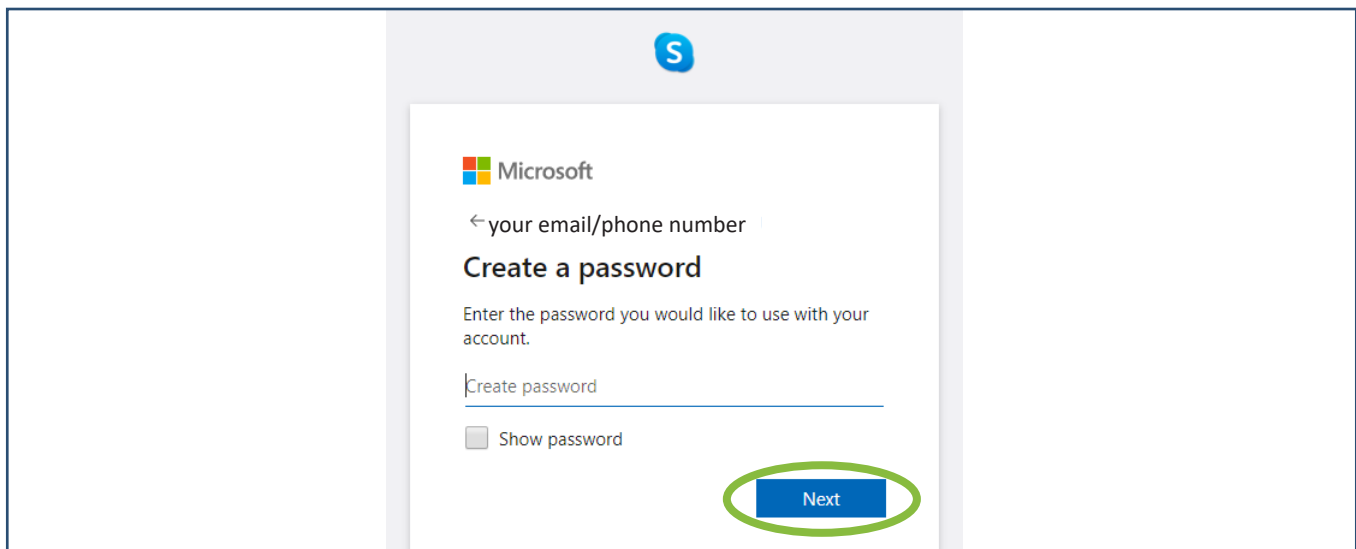 S
Microsoft
←your email/phone number
Create a password
Enter the password you would like to use with your
account.
Create password
Show password
Next